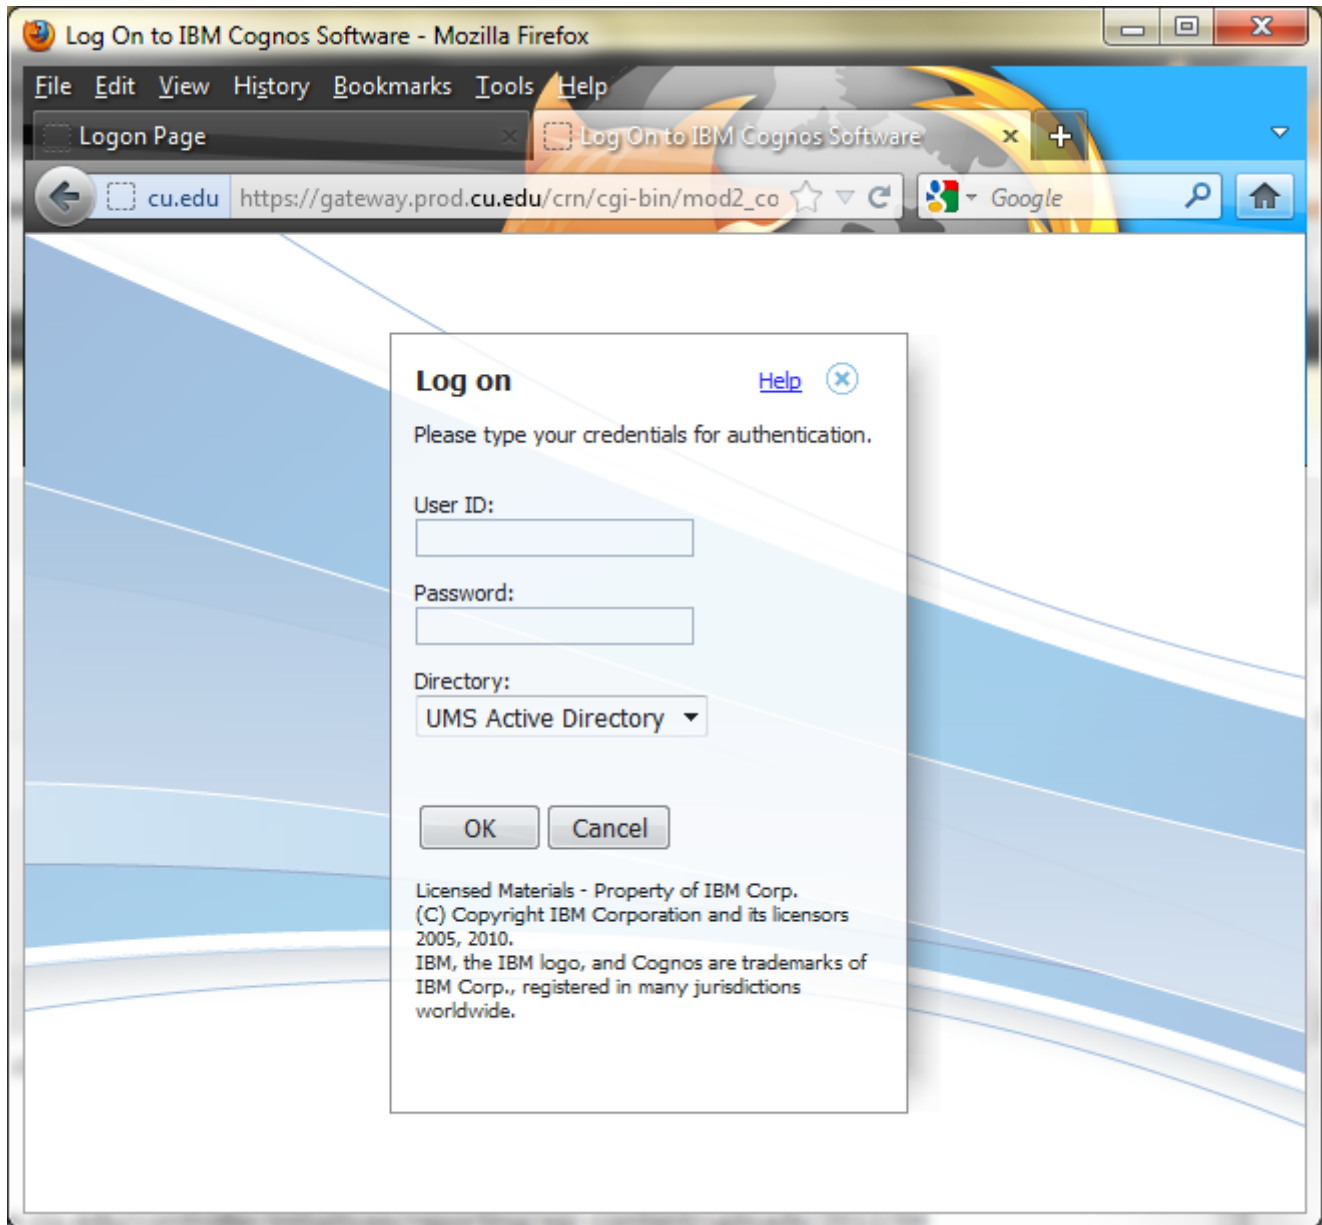 Log On to IBM Cognos Software - Mozilla Firefox
File Edit View History Bookmarks Tools Help
Logon Page
Log On to IBM Cognos Software
cu.edu https://gateway.prod.cu.edu/crn/cgi-bin/mod2_co
Google
Log on
Help
Please type your credentials for authentication.
User ID:
Password:
Directory:
UMS Active Directory
OK
Cancel
Licensed Materials - Property of IBM Corp.
(C) Copyright IBM Corporation and its licensors
2005, 2010.
IBM, the IBM logo, and Cognos are trademarks of
IBM Corp., registered in many jurisdictions
worldwide.